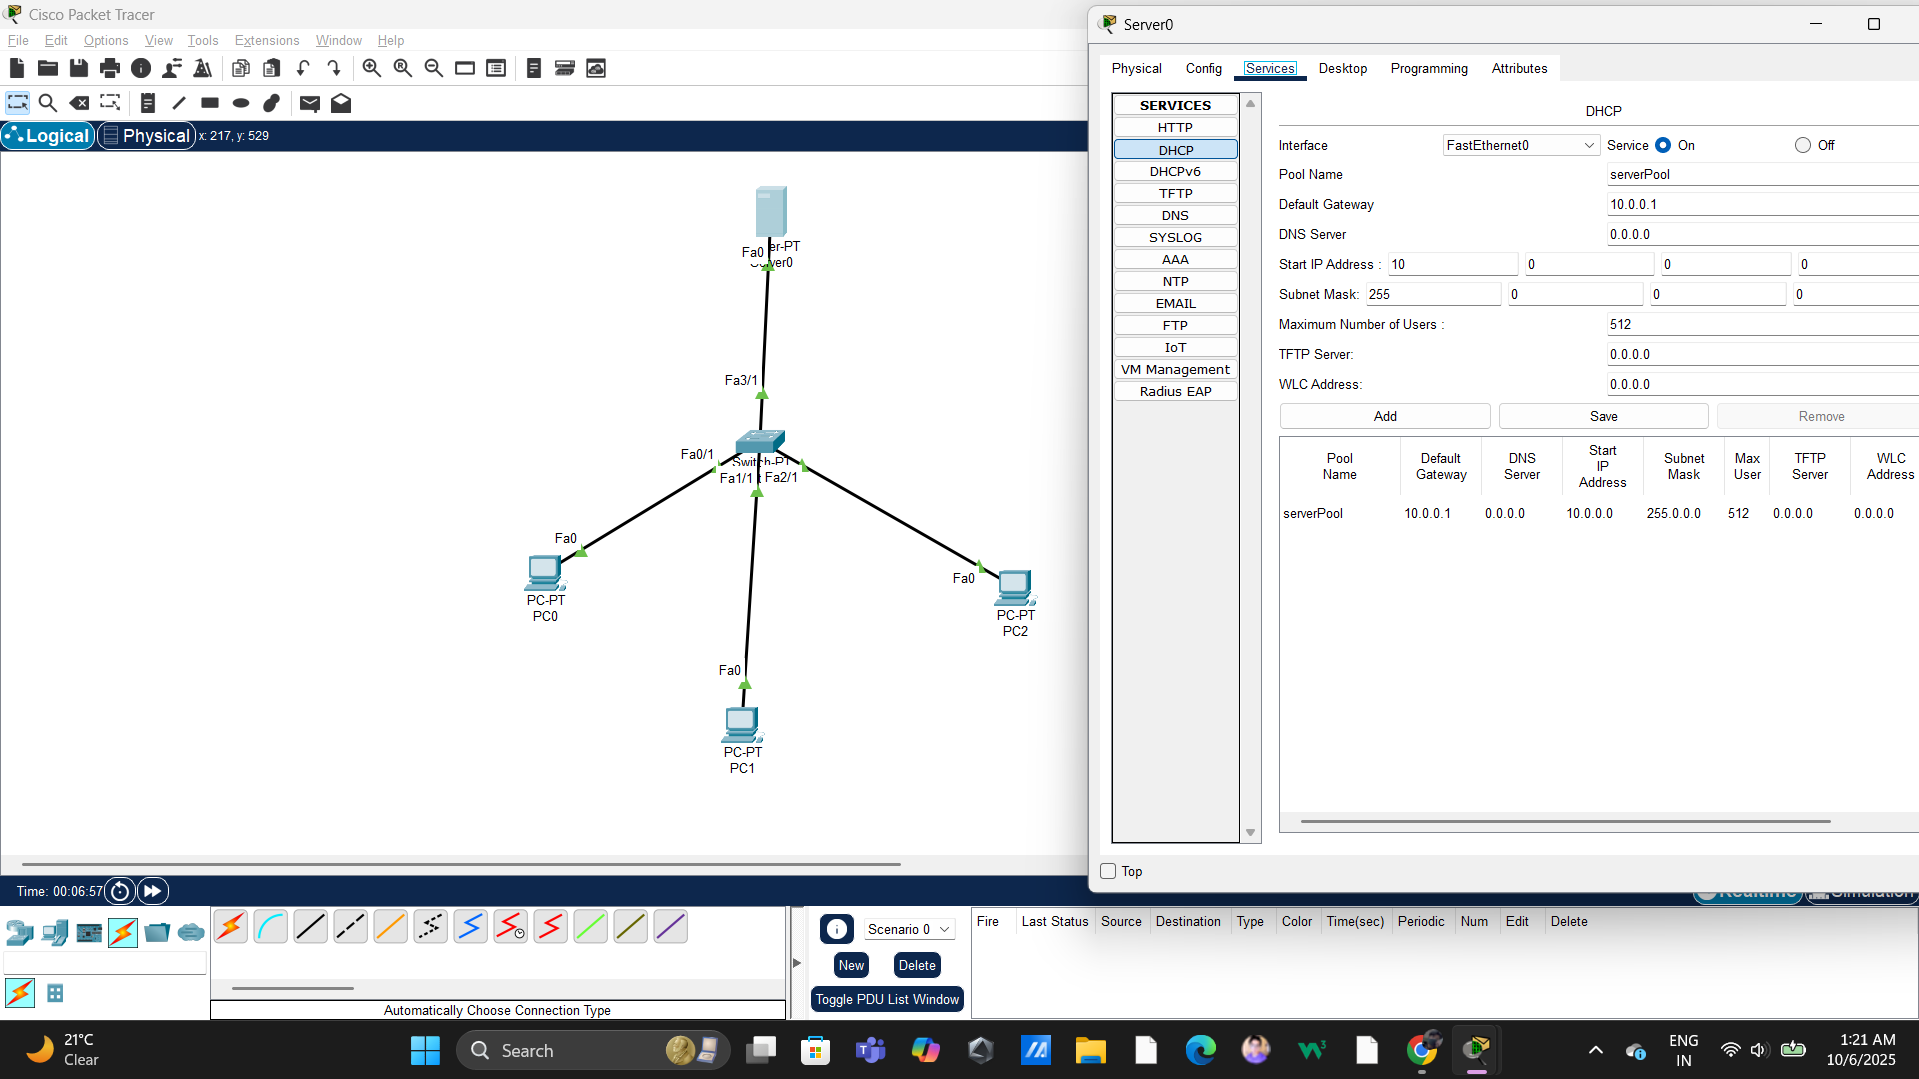 Cisco Packet Tracer
File Edit Options View Tools Extensions Window Help
Logical Physical x: 217, y: 529
er-PT
Fa0
Fa3/1
Fa0/1
Fa1/1
Fa2/1
Fa0
PC-PT
PC0
Fa0
PC-PT
PC2
Fa0
PC-PT
PC1
Server0
Physical Config Services Desktop Programming Attributes
SERVICES
HTTP
DHCP
DHCPv6
TFTP
DNS
SYSLOG
AAA
NTP
EMAIL
FTP
IoT
VM Management
Radius EAP
DHCP
Interface FastEthernet0 Service On Off
Pool Name serverPool
Default Gateway 10.0.0.1
DNS Server 0.0.0.0
Start IP Address : 10 0 0 0
Subnet Mask: 255 0 0 0
Maximum Number of Users : 512
TFTP Server: 0.0.0.0
WLC Address: 0.0.0.0
Add Save Remove
Pool Name Default Gateway DNS Server Start IP Address Subnet Mask Max User TFTP Server WLC Address
serverPool 10.0.0.1 0.0.0.0 10.0.0.0 255.0.0.0 512 0.0.0.0 0.0.0.0
Top
Time: 00:06:57
Realtime Simulation
Scenario 0
New Delete
Toggle PDU List Window
Fire Last Status Source Destination Type Color Time(sec) Periodic Num Edit Delete
Automatically Choose Connection Type
21°C
Clear
Search
ENG
IN
1:21 AM
10/6/2025